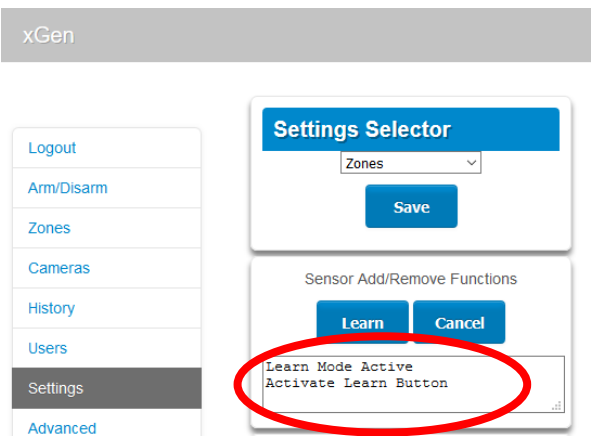 xGen
Logout
Arm/Disarm
Zones
Cameras
History
Users
Settings
Advanced
Settings Selector
Zones
Save
Sensor Add/Remove Functions
Learn Cancel
Learn Mode Active
Activate Learn Button